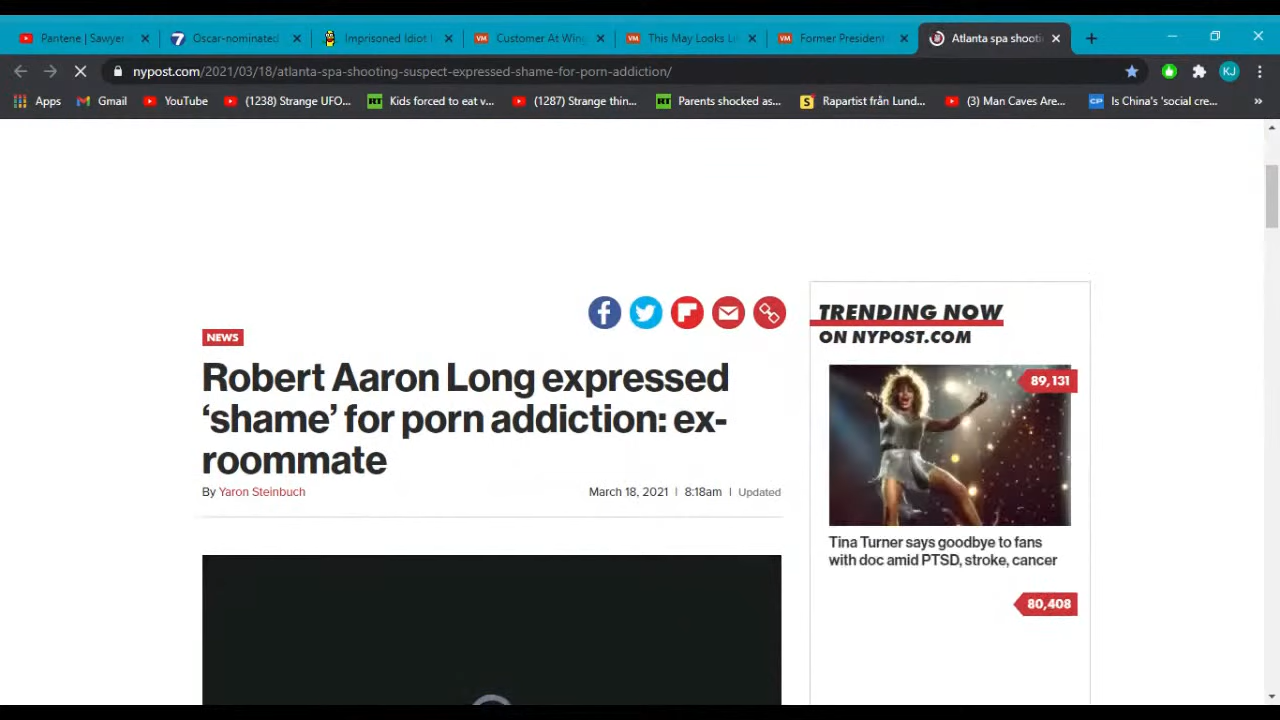 Pantene | Sawyer
Oscar-nominated
Imprisoned Idiot
Customer At Wing
This May Looks Li
Former President
Atlanta spa shooti
nypost.com/2021/03/18/atlanta-spa-shooting-suspect-expressed-shame-for-porn-addiction/
KJ
Apps
Gmail
YouTube
(1238) Strange UFO...
RT
Kids forced to eat v...
(1287) Strange thin...
RT
Parents shocked as...
S
Rapartist från Lund...
(3) Man Caves Are...
CP
Is China's 'social cre...
»
TRENDING NOW
ON NYPOST.COM
NEWS
Robert Aaron Long expressed
‘shame’ for porn addiction: ex-
roommate
By Yaron Steinbuch
March 18, 2021 | 8:18am | Updated
89,131
Tina Turner says goodbye to fans
with doc amid PTSD, stroke, cancer
80,408